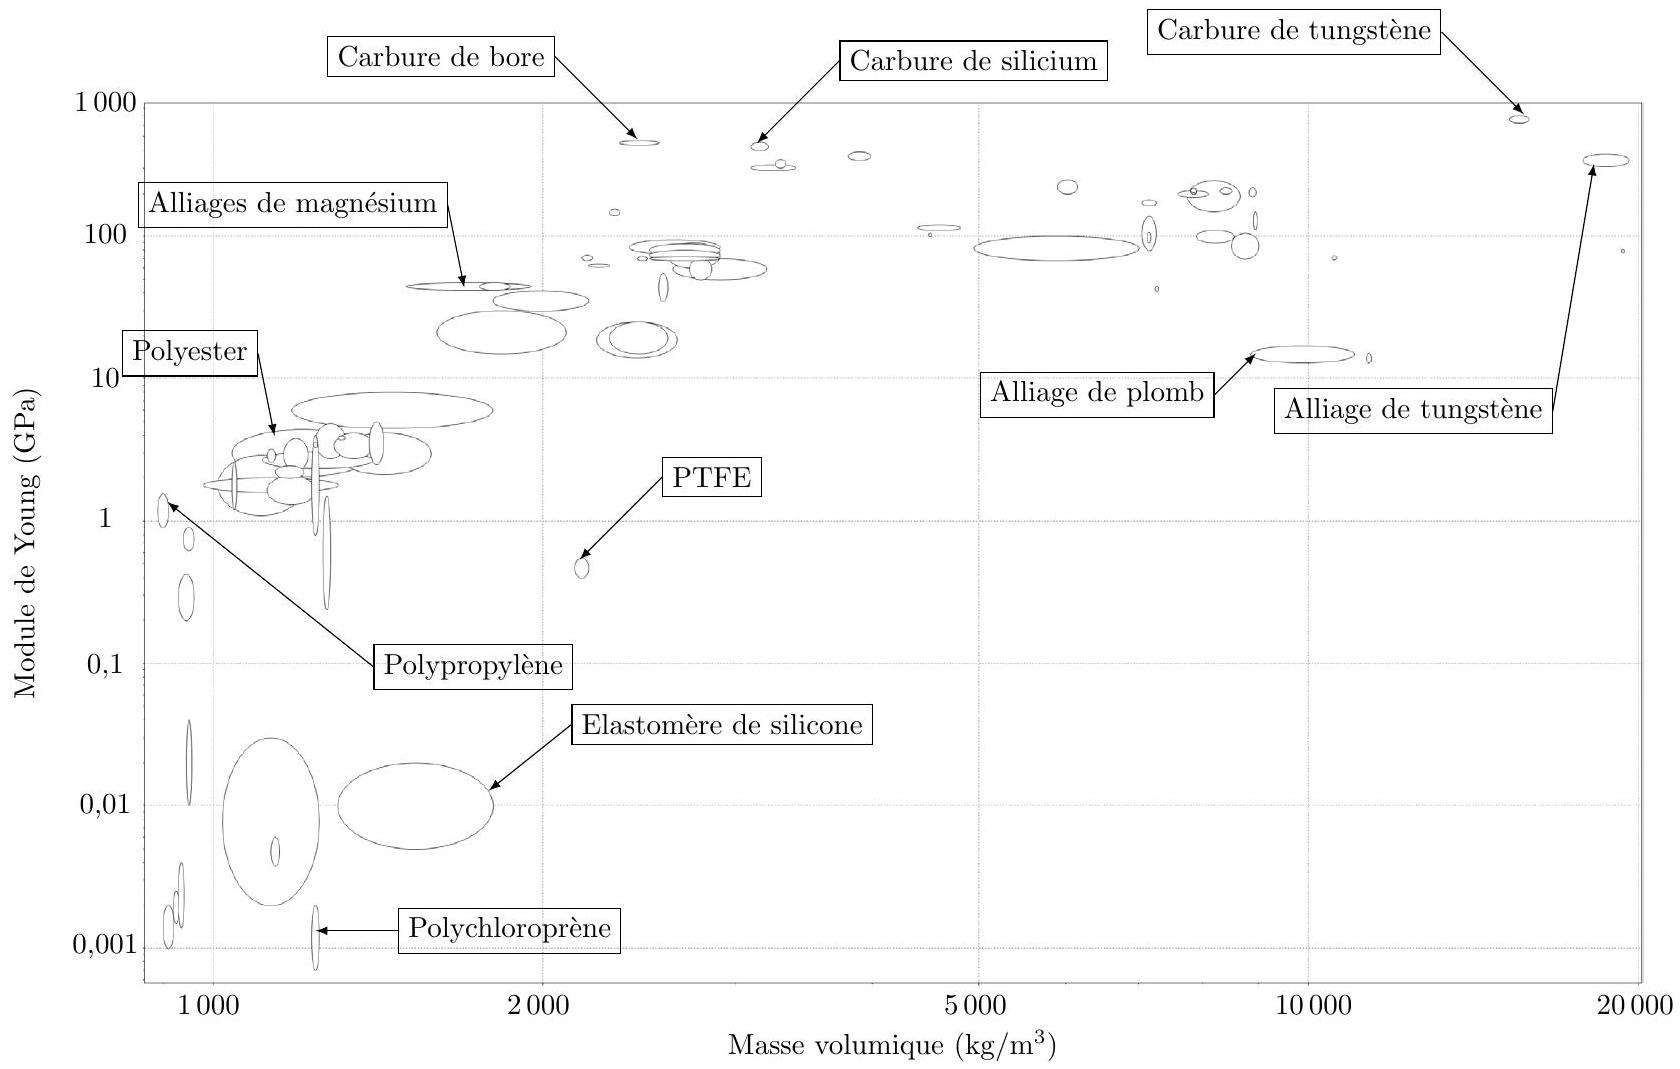 Carbure de tungstène
Carbure de bore
Carbure de silicium
1 000
Alliages de magnésium
100
Polyester
10
Alliage de plomb
Alliage de tungstène
Module de Young (GPa)
PTFE
1
0,1
Polypropylène
Elastomère de silicone
0,01
Polychloroprène
0,001
1 000 2 000 5 000 10 000 20 000
Masse volumique (kg/m³)